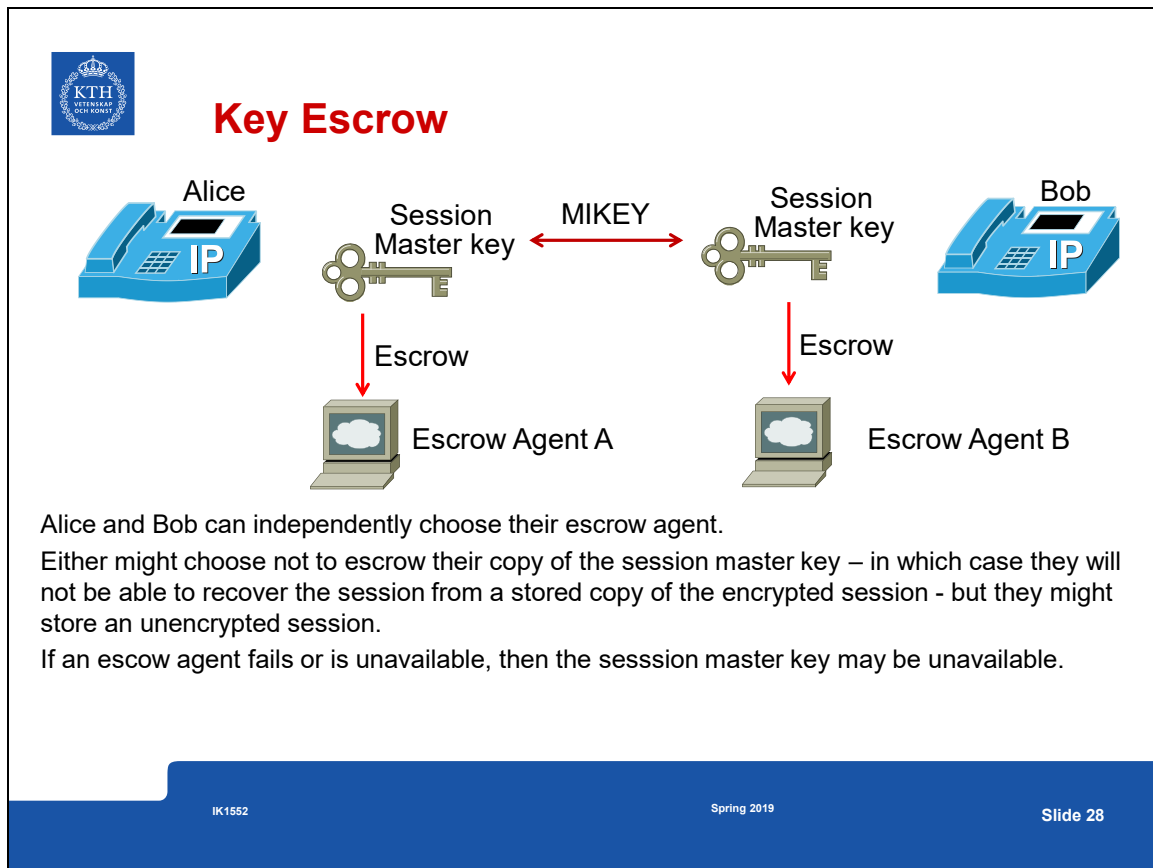 KTH
VETENSKAP
OCH KONST
Key Escrow
Alice
Session
Master key
MIKEY
Session
Master key
Bob
IP
IP
Escrow
Escrow
Escrow Agent A
Escrow Agent B
Alice and Bob can independently choose their escrow agent.
Either might choose not to escrow their copy of the session master key – in which case they will
not be able to recover the session from a stored copy of the encrypted session - but they might
store an unencrypted session.
If an escow agent fails or is unavailable, then the sesssion master key may be unavailable.
IK1552
Spring 2019
Slide 28